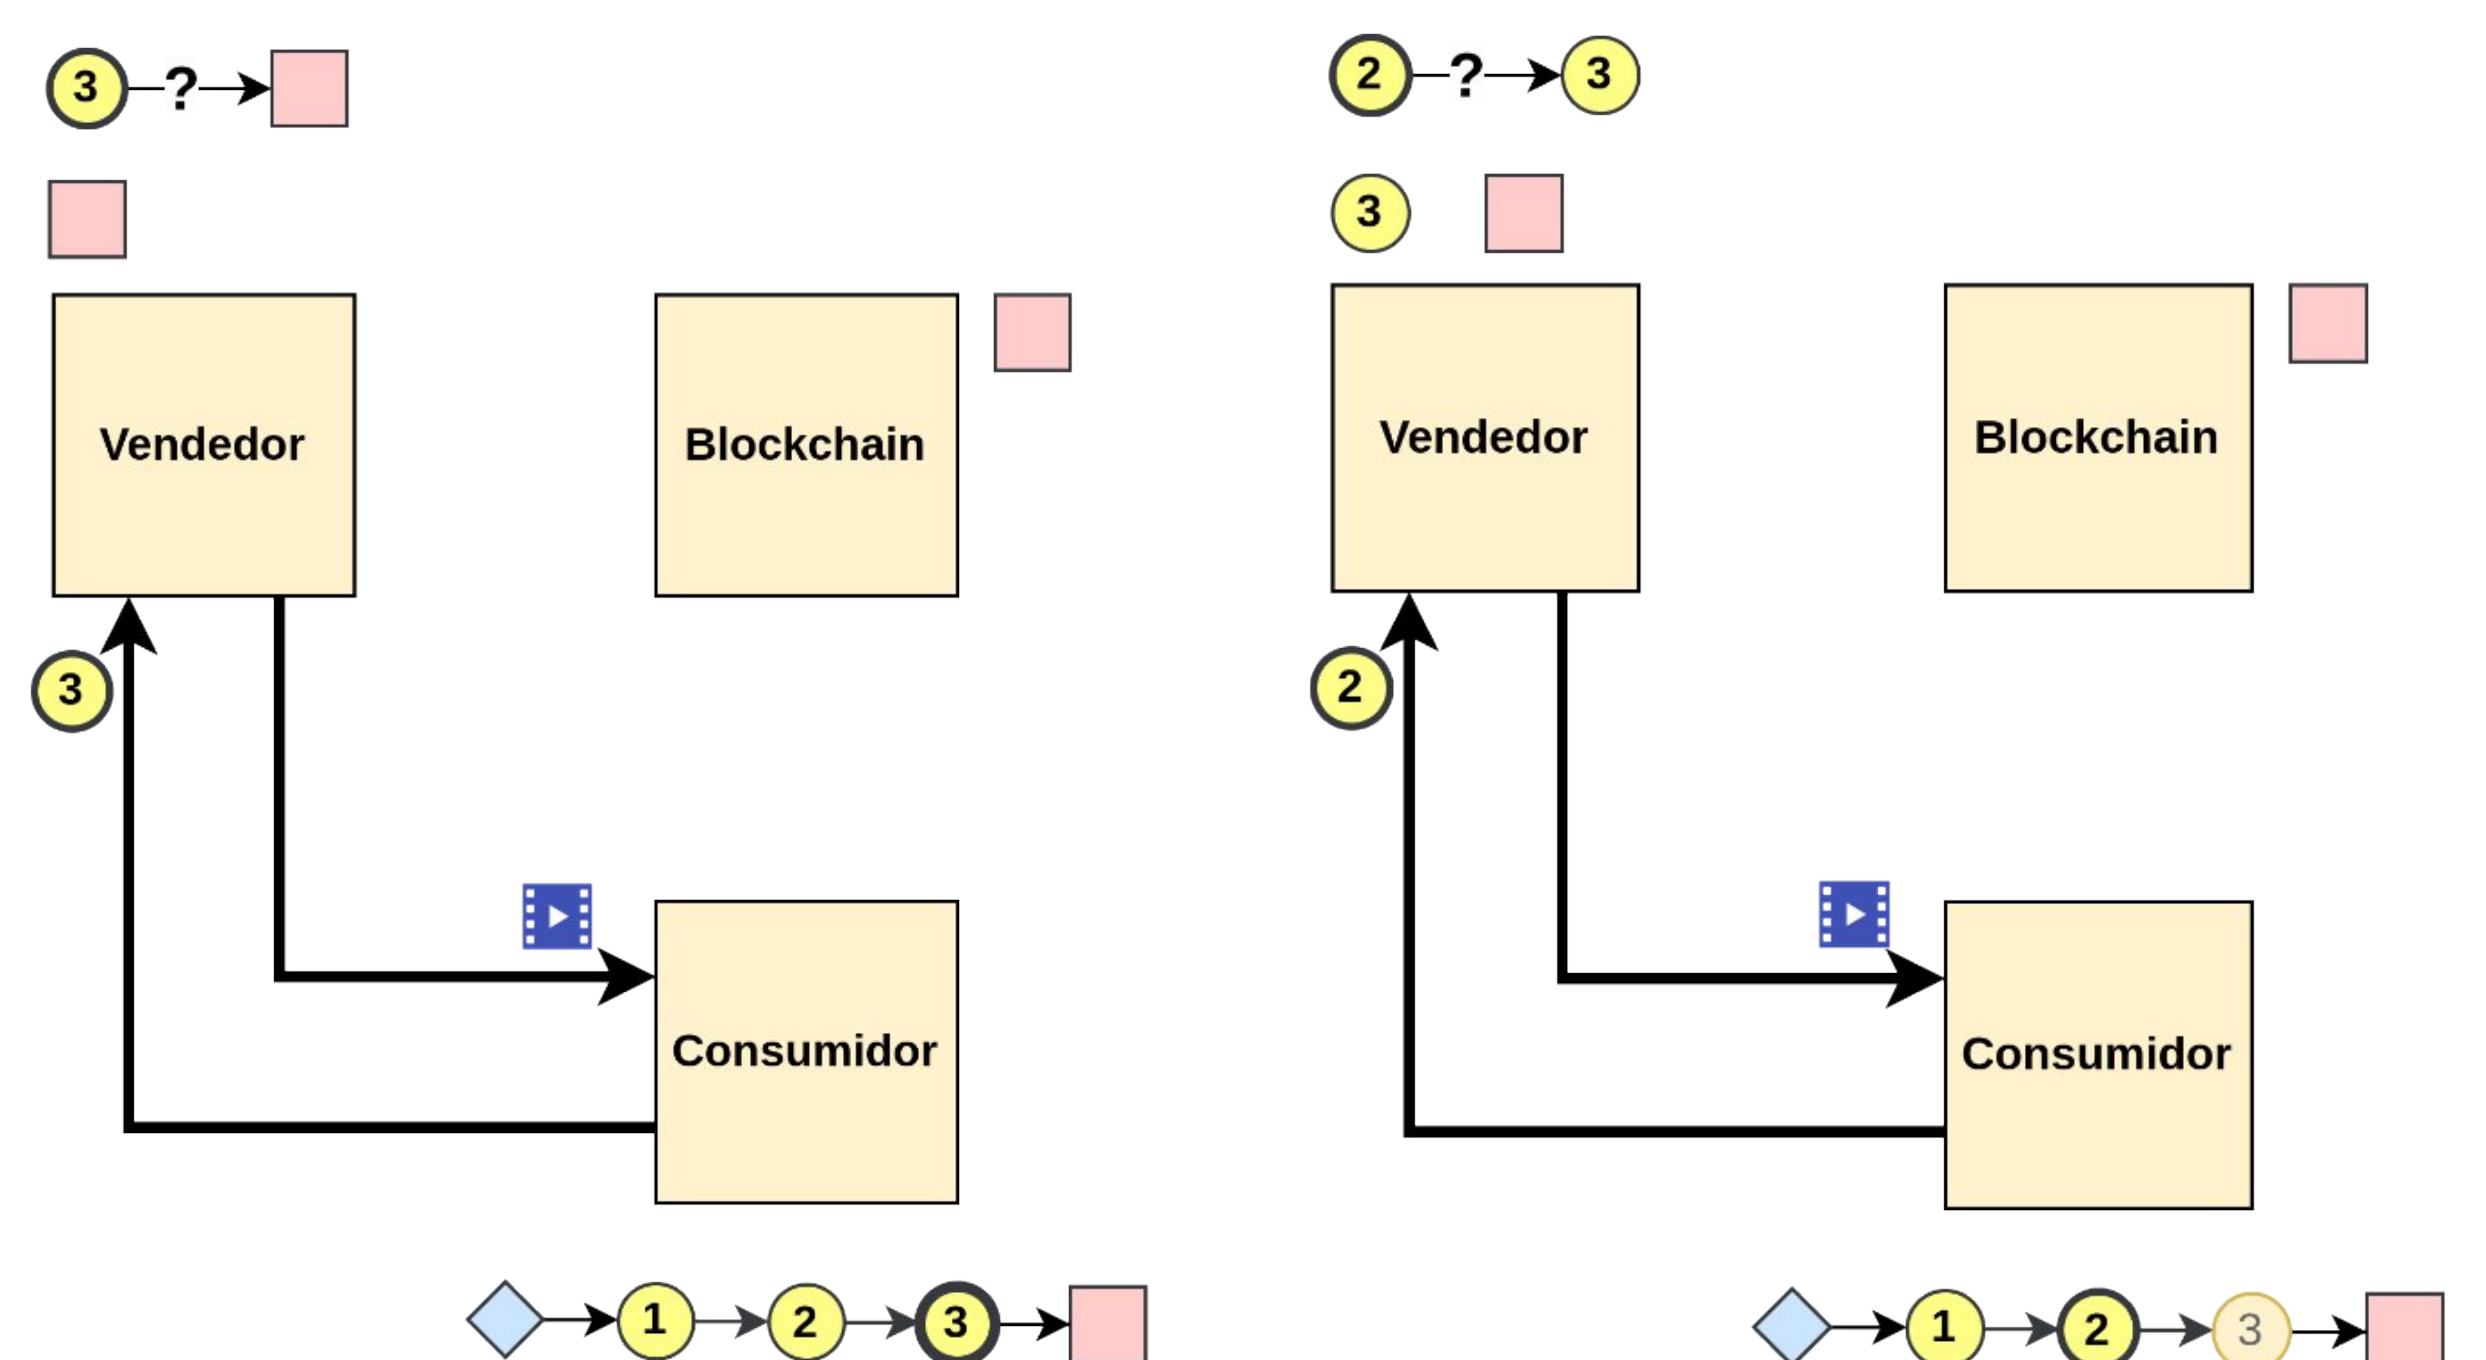 3 ?
Vendedor
Blockchain
3
Consumidor
1 2 3
2 ? 3
3
Vendedor
Blockchain
2
Consumidor
1 2 3